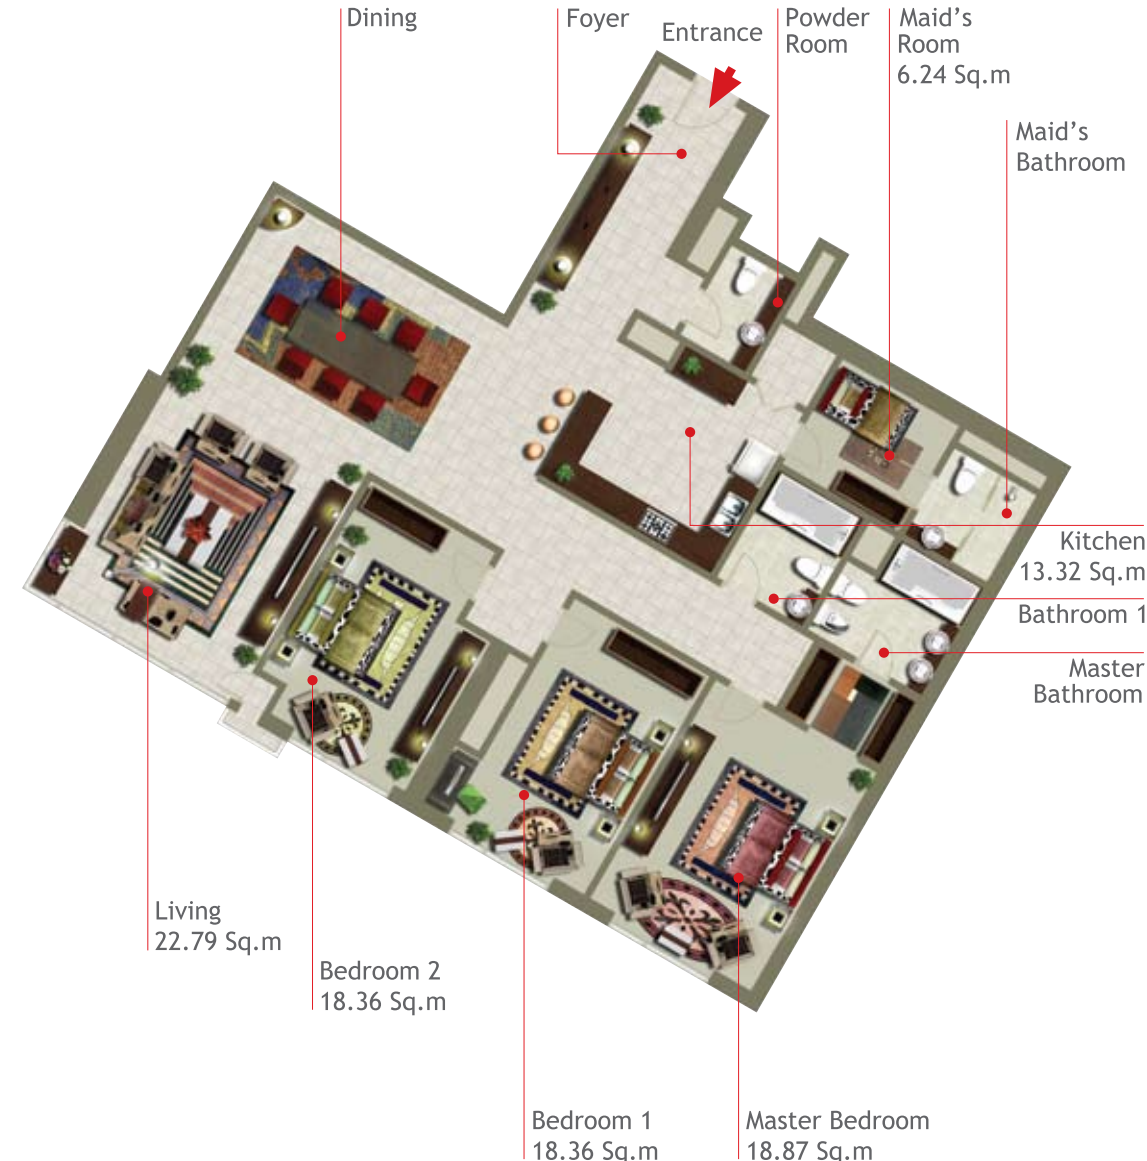 Dining
Foyer
Entrance
Powder
Room
Maid’s
Room
6.24 Sq.m
Maid’s
Bathroom
Kitchen
13.32 Sq.m
Bathroom 1
Master
Bathroom
Living
22.79 Sq.m
Bedroom 2
18.36 Sq.m
Bedroom 1
18.36 Sq.m
Master Bedroom
18.87 Sq.m